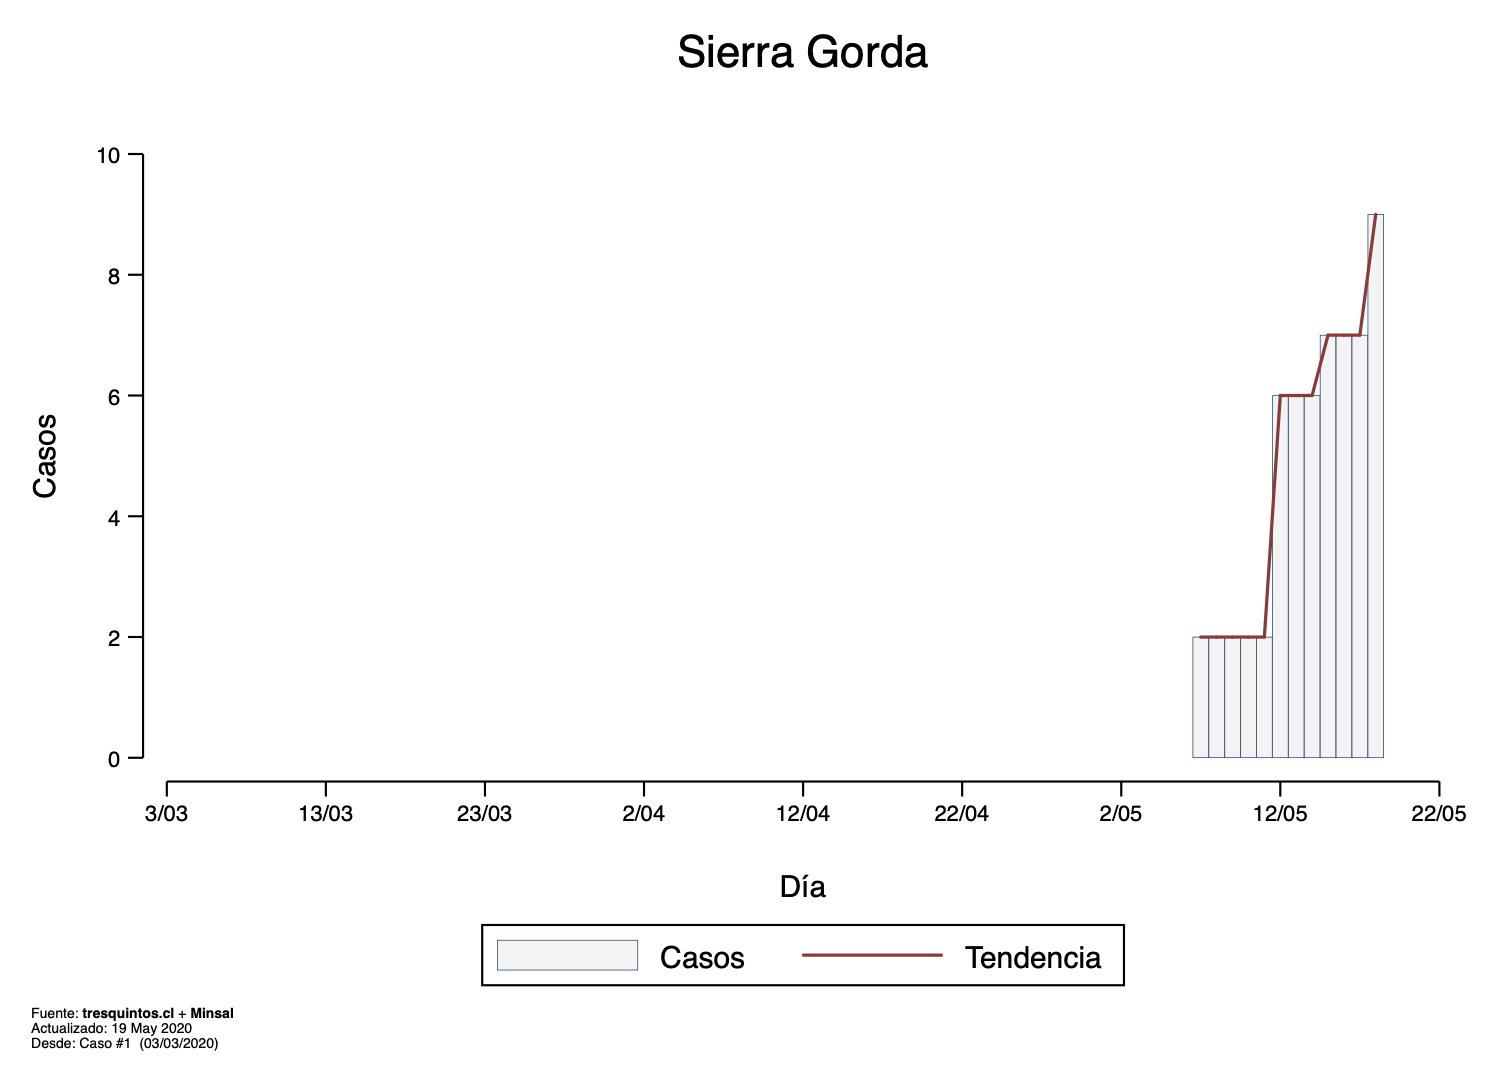 Sierra Gorda
10
8
6
4
2
0
Casos
3/03 13/03 23/03 2/04 12/04 22/04 2/05 12/05 22/05
Día
Casos Tendencia
Fuente: tresquintos.cl + Minsal
Actualizado: 19 May 2020
Desde: Caso #1 (03/03/2020)